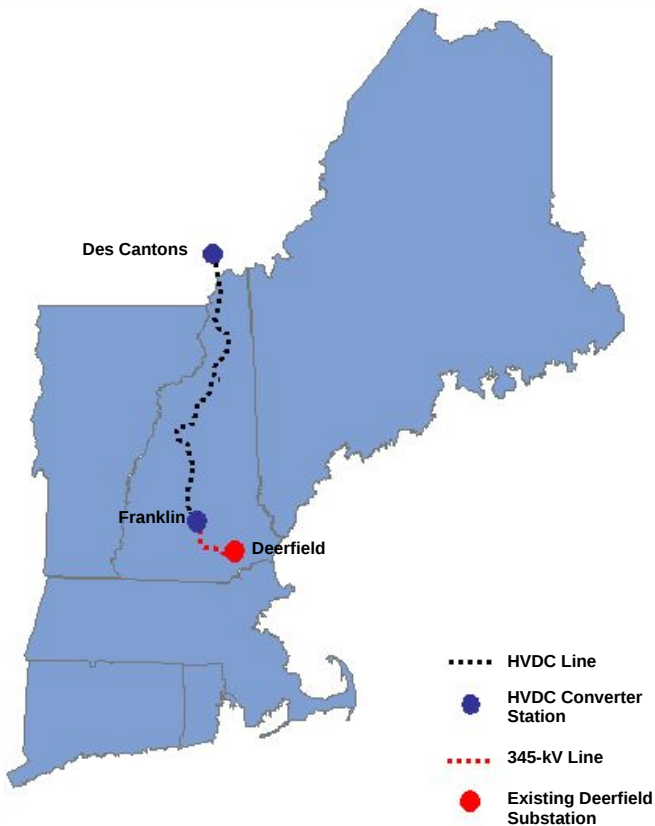 Des Cantons
Franklin
Deerfield
HVDC Line
HVDC Converter
Station
345-kV Line
Existing Deerfield
Substation